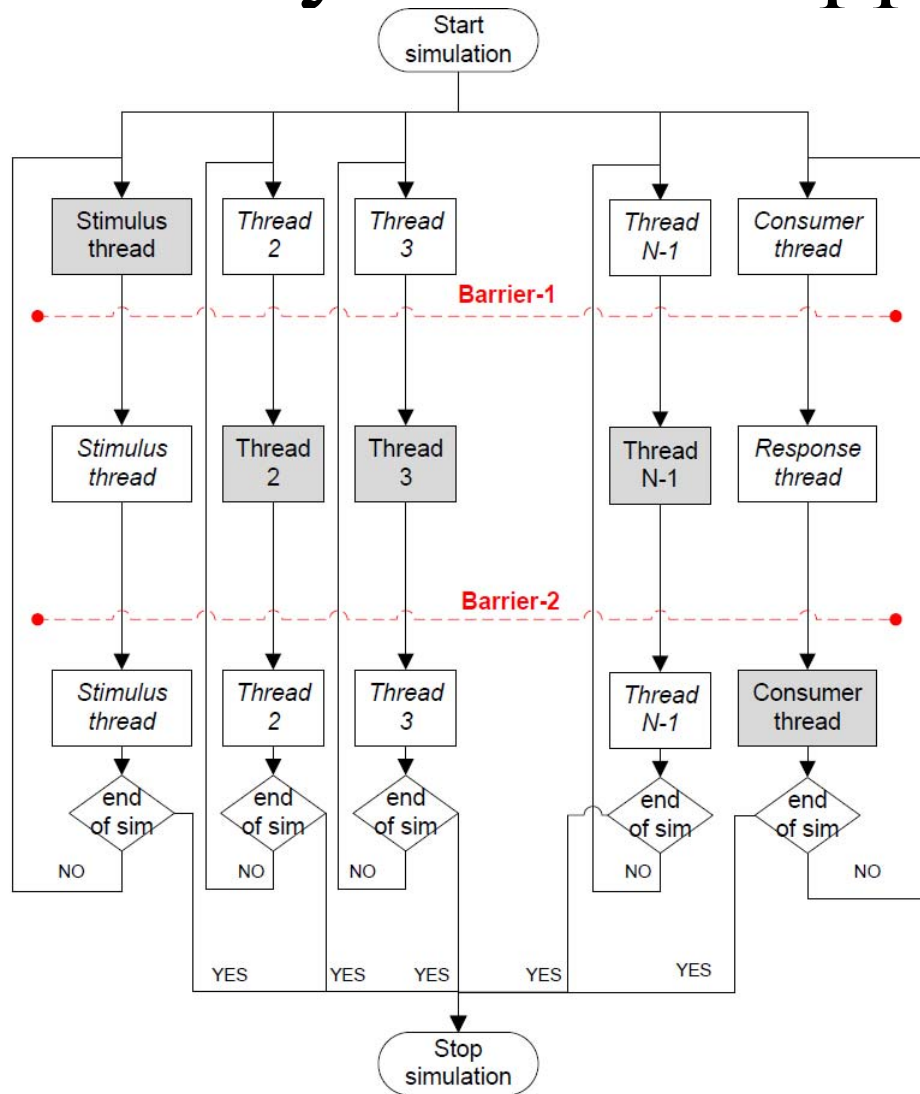 Start
simulation
Stimulus
thread
Thread
2
Thread
3
Thread
N-1
Consumer
thread
Barrier-1
Stimulus
thread
Thread
2
Thread
3
Thread
N-1
Response
thread
Barrier-2
Stimulus
thread
Thread
2
Thread
3
Thread
N-1
Consumer
thread
end
of sim
end
of sim
end
of sim
end
of sim
end
of sim
NO
NO
NO
NO
NO
YES
YES
YES
YES
YES
Stop
simulation